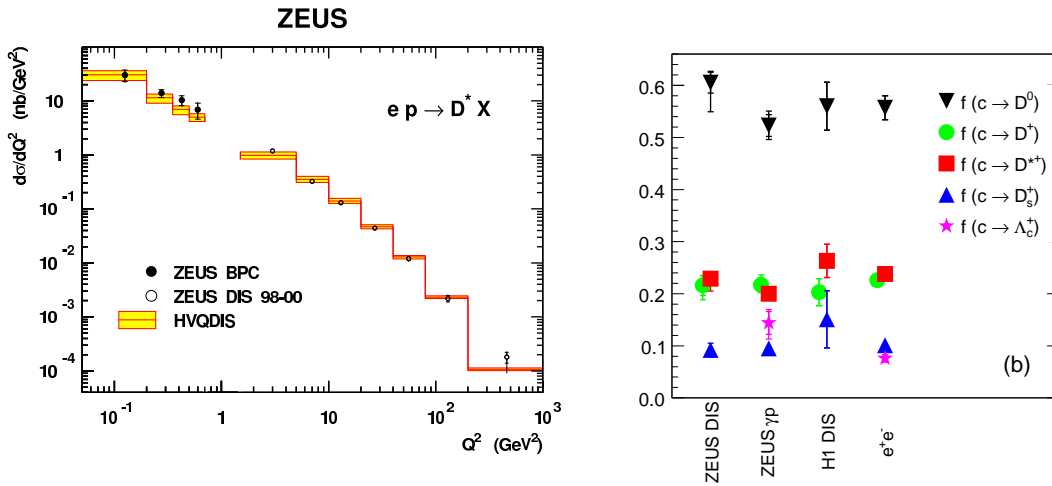 ZEUS
dσ/dQ² (nb/GeV²)
10
1
10⁻¹
10⁻²
10⁻³
10⁻⁴
e p → D* X
ZEUS BPC
ZEUS DIS 98-00
HVQDIS
10⁻¹ 1 10 10² 10³
Q² (GeV²)
0.6
0.5
0.4
0.3
0.2
0.1
0.0
f (c → D⁰)
f (c → D⁺)
f (c → D*⁺)
f (c → Dₛ⁺)
f (c → Λ_c⁺)
(b)
ZEUS DIS
ZEUS γp
H1 DIS
e⁺e⁻